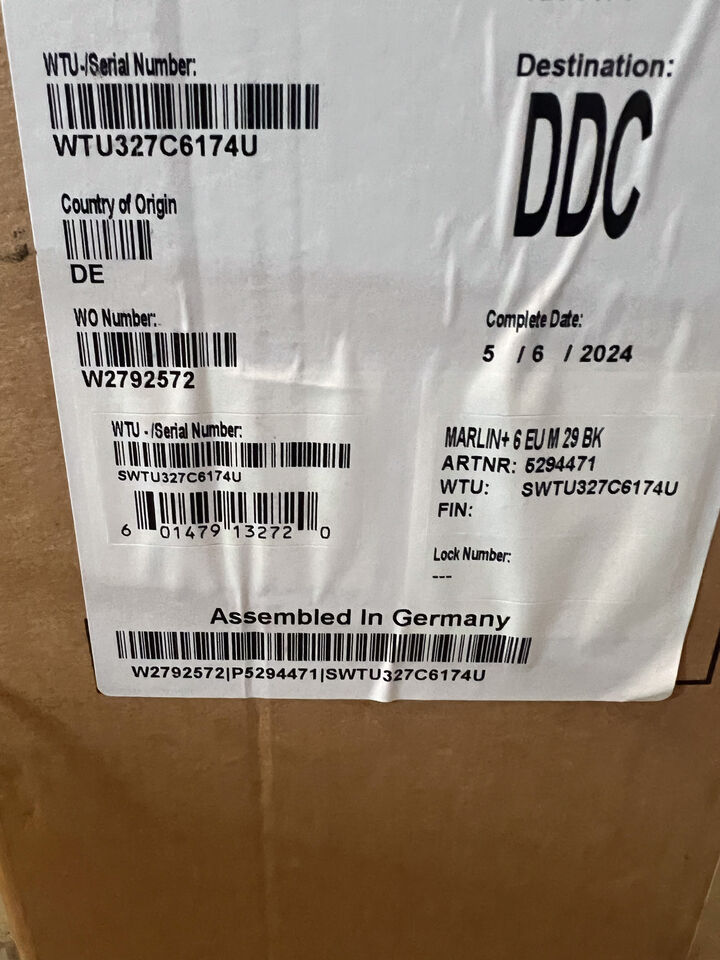 WTU-/Serial Number:
WTU327C6174U
Destination:
DDC
Country of Origin
DE
WO Number:
W2792572
Complete Date:
5 / 6 / 2024
WTU - /Serial Number:
SWTU327C6174U
6 01479 13272 0
MARLIN+ 6 EU M 29 BK
ARTNR: 5294471
WTU: SWTU327C6174U
FIN:
Lock Number:
---
Assembled In Germany
W2792572|P5294471|SWTU327C6174U